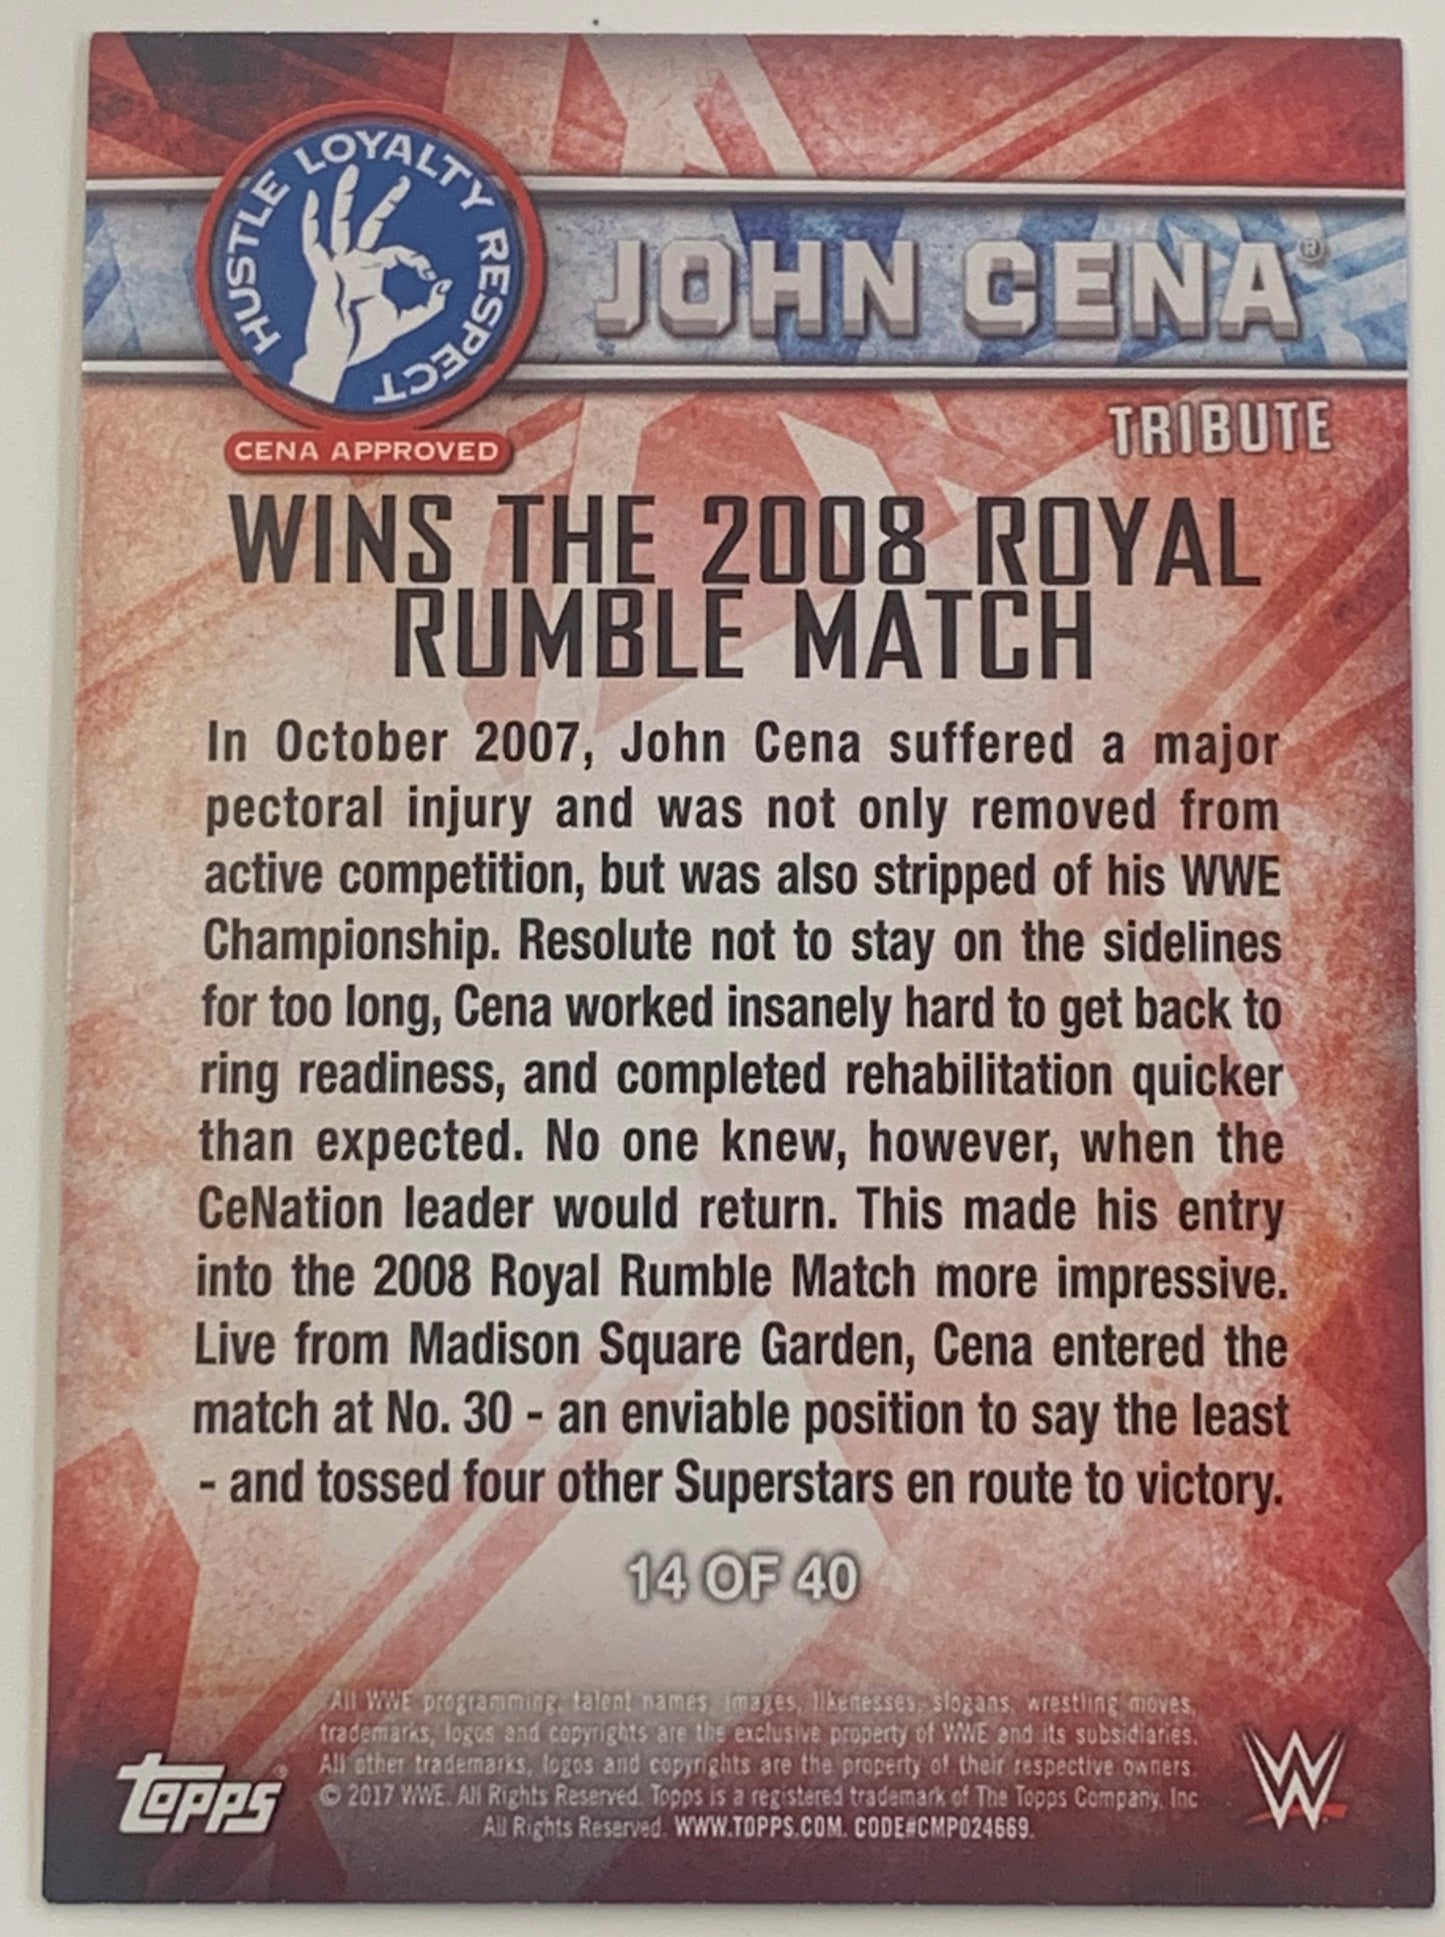 HUSTLE LOYALTY RESPECT
CENA APPROVED
JOHN CENA®
TRIBUTE
WINS THE 2008 ROYAL
RUMBLE MATCH
In October 2007, John Cena suffered a major
pectoral injury and was not only removed from
active competition, but was also stripped of his WWE
Championship. Resolute not to stay on the sidelines
for too long, Cena worked insanely hard to get back to
ring readiness, and completed rehabilitation quicker
than expected. No one knew, however, when the
CeNation leader would return. This made his entry
into the 2008 Royal Rumble Match more impressive.
Live from Madison Square Garden, Cena entered the
match at No. 30 - an enviable position to say the least
- and tossed four other Superstars en route to victory.
14 OF 40
All WWE programming, talent names, images, likenesses, slogans, wrestling moves,
trademarks, logos and copyrights are the exclusive property of WWE and its subsidiaries.
All other trademarks, logos and copyrights are the property of their respective owners.
© 2017 WWE. All Rights Reserved. Topps is a registered trademark of The Topps Company, Inc
All Rights Reserved. WWW.TOPPS.COM. CODE#CMP024669.
Topps®
W